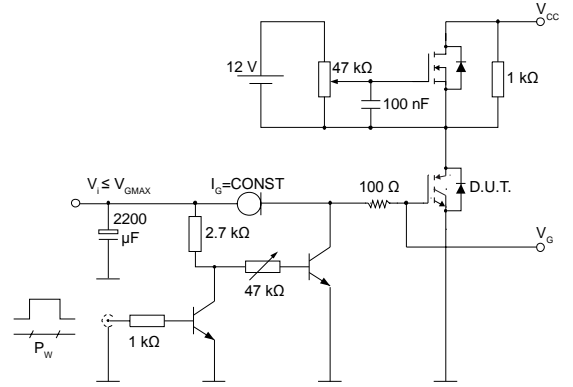 V_CC
12 V
47 kΩ
1 kΩ
100 nF
V_i ≤ V_GMAX
I_G=CONST
100 Ω
D.U.T.
2200
μF
2.7 kΩ
V_G
47 kΩ
1 kΩ
P_W